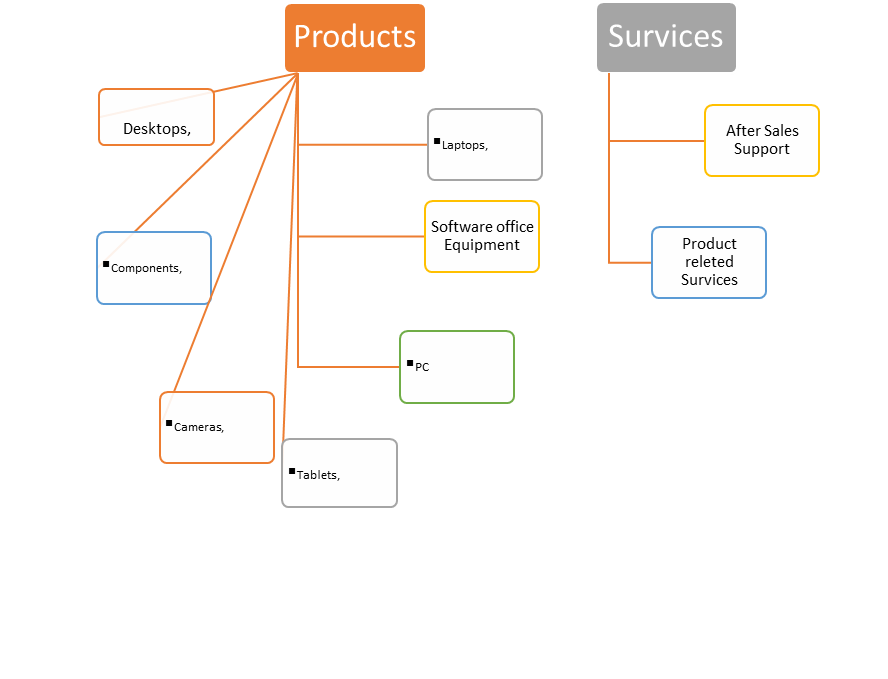 Products
Survices
Desktops,
▪Laptops,
After Sales
Support
Software office
Equipment
▪Components,
Product
releted
Survices
▪PC
▪Cameras,
▪Tablets,